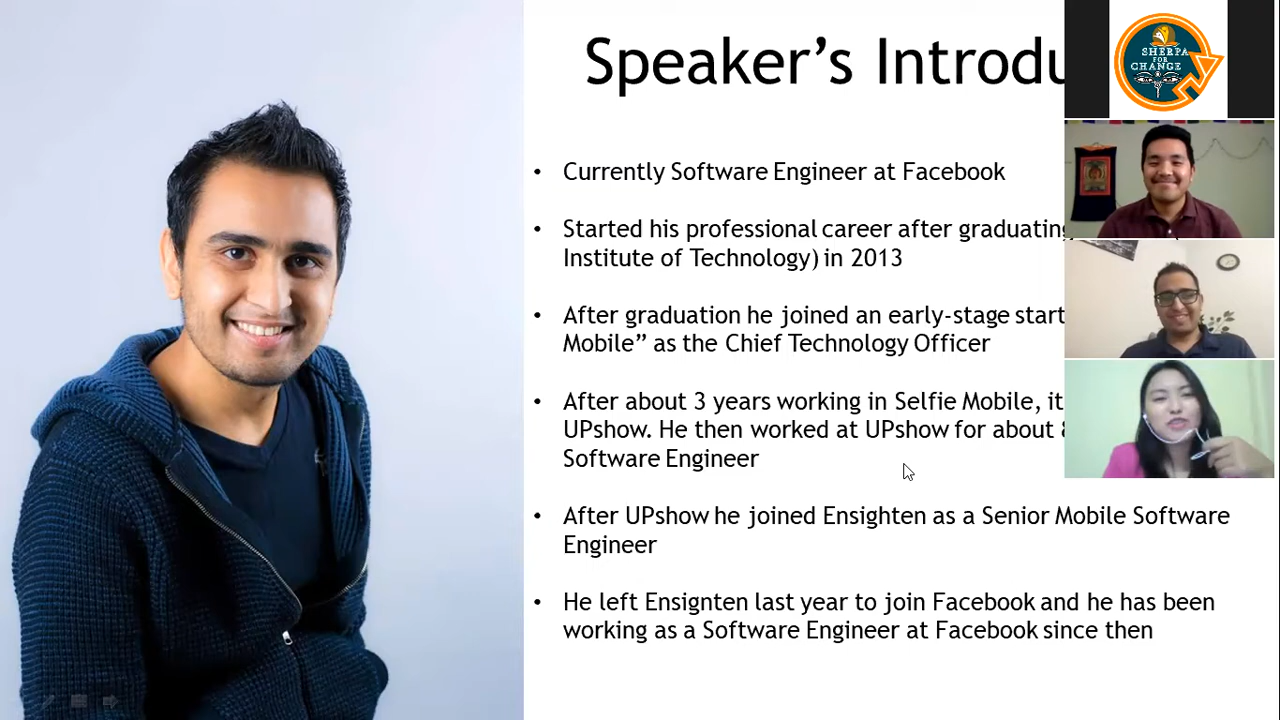 Speaker's Introdu
SHERPA
FOR
CHANGE
• Currently Software Engineer at Facebook
• Started his professional career after graduating
Institute of Technology) in 2013
• After graduation he joined an early-stage start
Mobile” as the Chief Technology Officer
• After about 3 years working in Selfie Mobile, it
UPshow. He then worked at UPshow for about
Software Engineer
• After UPshow he joined Ensighten as a Senior Mobile Software
Engineer
• He left Ensignten last year to join Facebook and he has been
working as a Software Engineer at Facebook since then